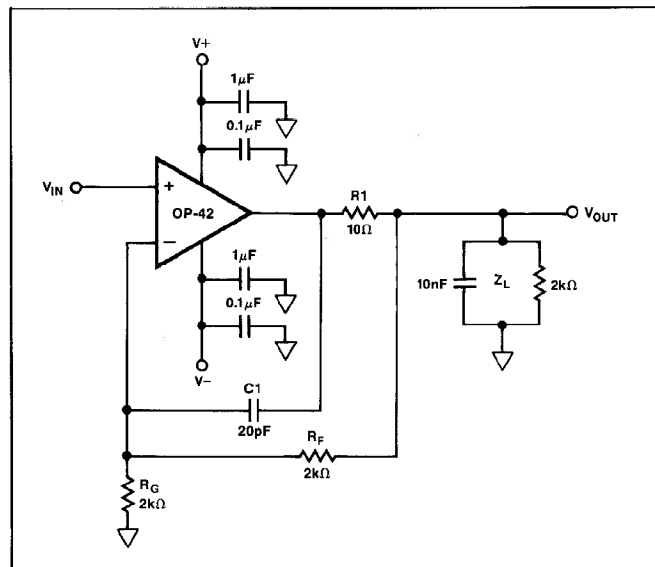 V+
1μF
0.1μF
VIN
+
OP-42
−
R1
10Ω
VOUT
10nF
ZL
2kΩ
1μF
0.1μF
V−
C1
20pF
RF
2kΩ
RG
2kΩ